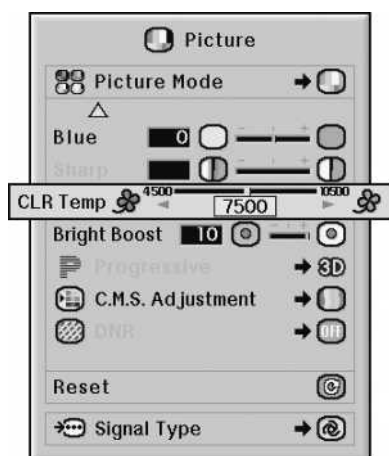 Picture
Picture Mode
Blue 0
Sharp
4500 10500
CLR Temp 7500
Bright Boost 10
Progressive 3D
C.M.S. Adjustment
DNR OFF
Reset
Signal Type